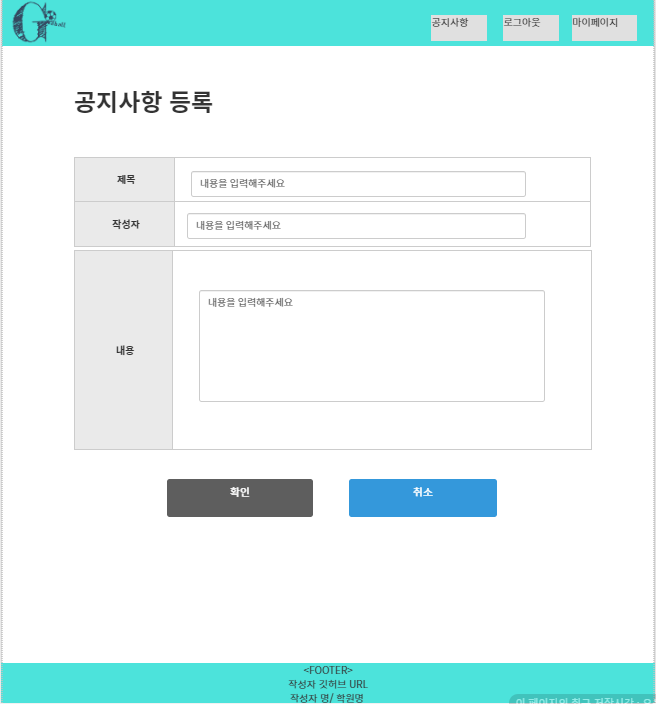 공지사항 로그아웃 마이페이지
공지사항 등록
제목 내용을 입력해주세요
작성자 내용을 입력해주세요
내용을 입력해주세요
내용
확인 취소
<FOOTER>
작성자 깃허브 URL
작성자 명/ 학원명